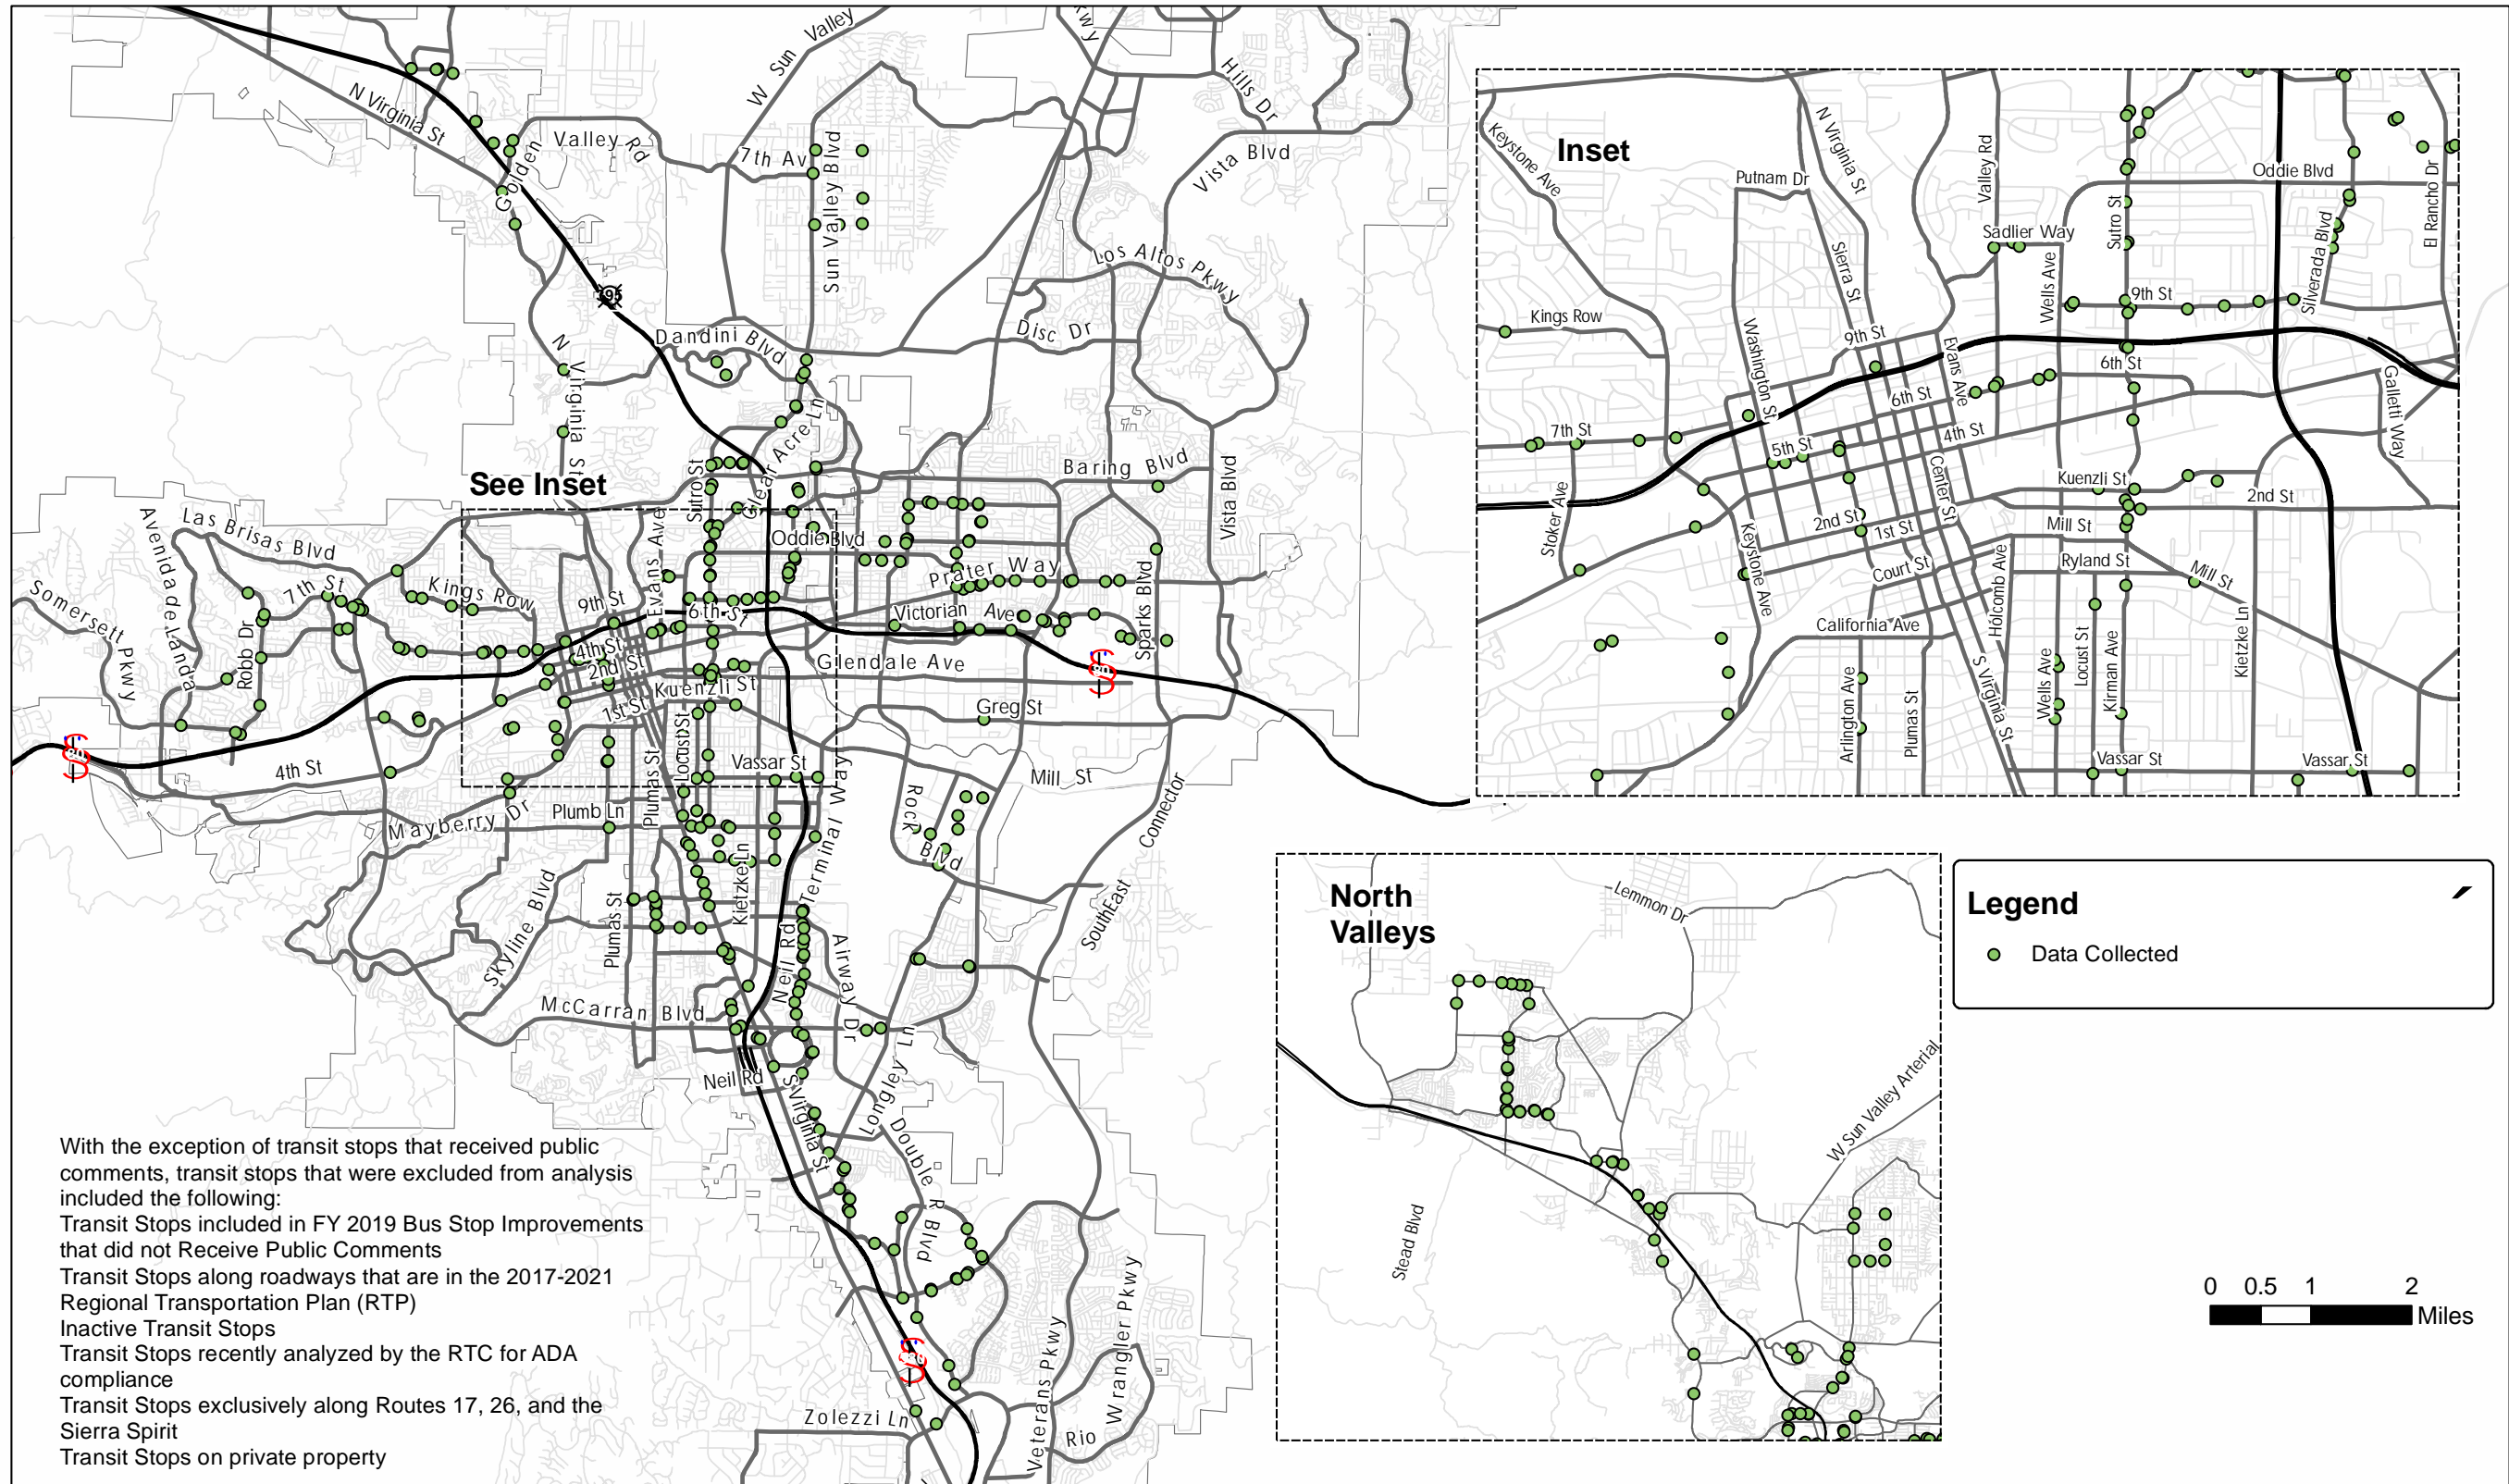 W Sun Valley
N Virginia St
Golden
Valley Rd
7th Av
Sun Valley Blvd
Hills Dr
Vista Blvd
Los Altos Pkwy
Disc Dr
395
Dandini Blvd
N Virginia St
Clear Acre Ln
See Inset
Sutro St
Evans Ave
Oddie Blvd
Baring Blvd
Vista Blvd
Avenida de Landa
Las Brisas Blvd
Somersett Pkwy
7th St
Kings Row
9th St
6th St
Prater Way
Victorian Ave
Sparks Blvd
Robb Dr
4th St
2nd St
Kuenzli St
1st St
Glendale Ave
Greg St
80
80
4th St
Mayberry Dr
Plumb Ln
Plumas St
Locust St
Vassar St
Terminal Way
Mill St
Rock Blvd
SouthEast
Connector
Skyline Blvd
Plumas St
Kietzke Ln
Neil Rd
Airway Dr
McCarran Blvd
Neil Rd
S Virginia St
Longley Ln
Double R Blvd
Veterans Pkwy
Rio Wrangler Pkwy
Zolezzi Ln
Inset
Keystone Ave
Putnam Dr
N Virginia St
Valley Rd
Sadlier Way
Sutro St
Oddie Blvd
El Rancho Dr
Silverada Blvd
Sierra St
Wells Ave
Kings Row
Washington St
9th St
Evans Ave
9th St
6th St
6th St
Galletti Way
7th St
5th St
4th St
Center St
Kuenzli St
2nd St
Stoker Ave
Keystone Ave
2nd St
1st St
Mill St
Court St
Holcomb Ave
Ryland St
Mill St
California Ave
Arlington Ave
Plumas St
S Virginia St
Wells Ave
Locust St
Kirman Ave
Kietzke Ln
Vassar St
Vassar St
North
Valleys
Lemmon Dr
Stead Blvd
W Sun Valley Arterial
Legend
Data Collected
0 0.5 1 2
Miles
With the exception of transit stops that received public
comments, transit stops that were excluded from analysis
included the following:
Transit Stops included in FY 2019 Bus Stop Improvements
that did not Receive Public Comments
Transit Stops along roadways that are in the 2017-2021
Regional Transportation Plan (RTP)
Inactive Transit Stops
Transit Stops recently analyzed by the RTC for ADA
compliance
Transit Stops exclusively along Routes 17, 26, and the
Sierra Spirit
Transit Stops on private property